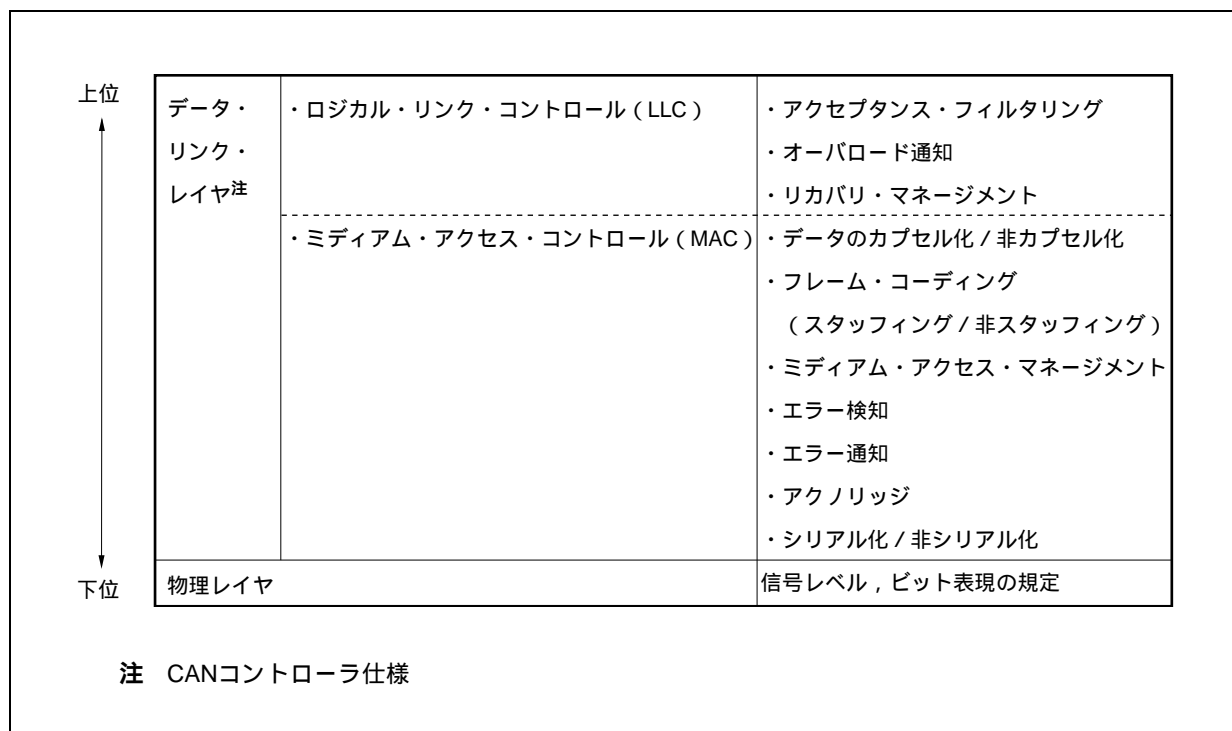 上位
データ・
リンク・
レイヤ注
・ロジカル・リンク・コントロール（LLC）
・アクセプタンス・フィルタリング
・オーバロード通知
・リカバリ・マネージメント
・ミディアム・アクセス・コントロール（MAC）
・データのカプセル化／非カプセル化
・フレーム・コーディング
（スタッフィング／非スタッフィング）
・ミディアム・アクセス・マネージメント
・エラー検知
・エラー通知
・アクノリッジ
・シリアル化／非シリアル化
下位
物理レイヤ
信号レベル，ビット表現の規定
注 CANコントローラ仕様